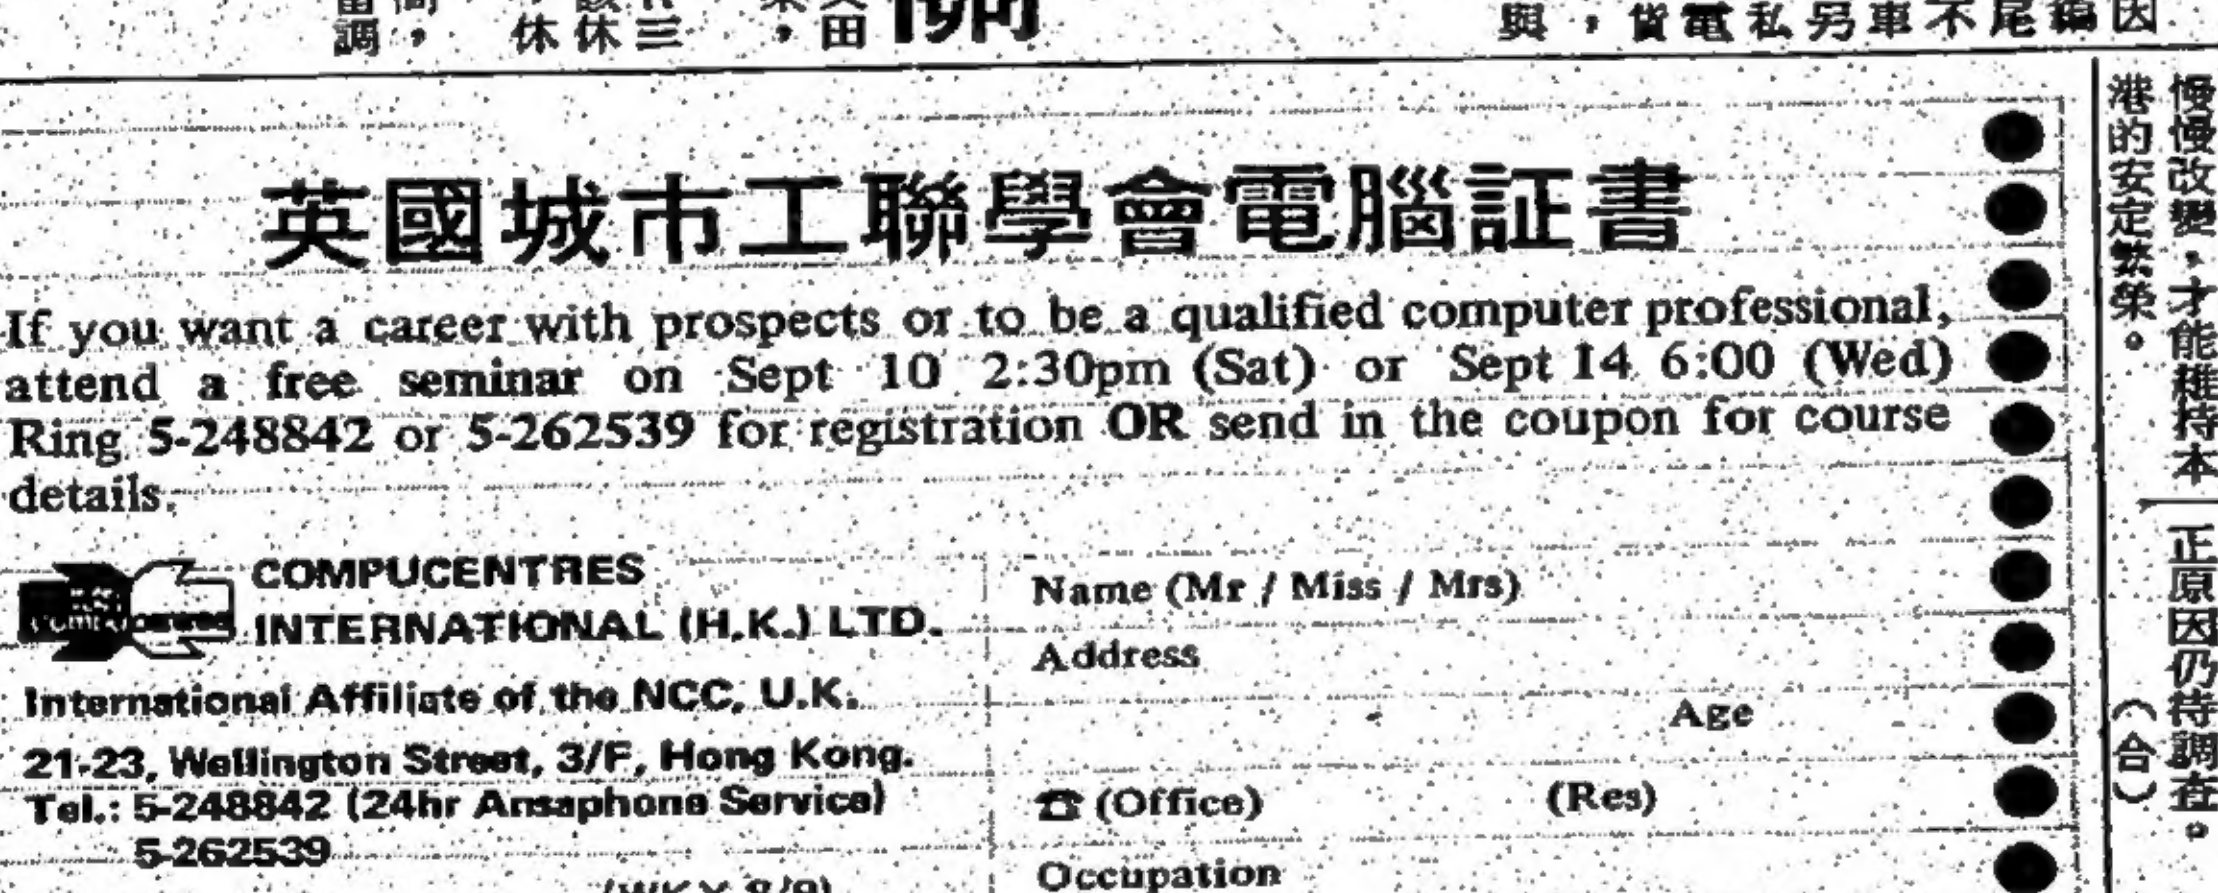 調，
休休三
，田
與，貨電私另車不尾編因
英國城市工聯學會電腦証書
If you want a career with prospects or to be a qualified computer professional,
attend a free seminar on Sept 10 2:30pm (Sat) or Sept 14 6:00 (Wed)
Ring 5-248842 or 5-262539 for registration OR send in the coupon for course
details.
COMPUCENTRES
INTERNATIONAL (H.K.) LTD.
International Affiliate of the NCC, U.K.
21-23, Wellington Street, 3/F, Hong Kong.
Tel.: 5-248842 (24hr Ansaphone Service)
5-262539
Name (Mr / Miss / Mrs)
Address
Age
☎ (Office) (Res)
Occupation
慢慢改變，才能維持本
港的安定繁榮。
正原因仍待調查。
（合）